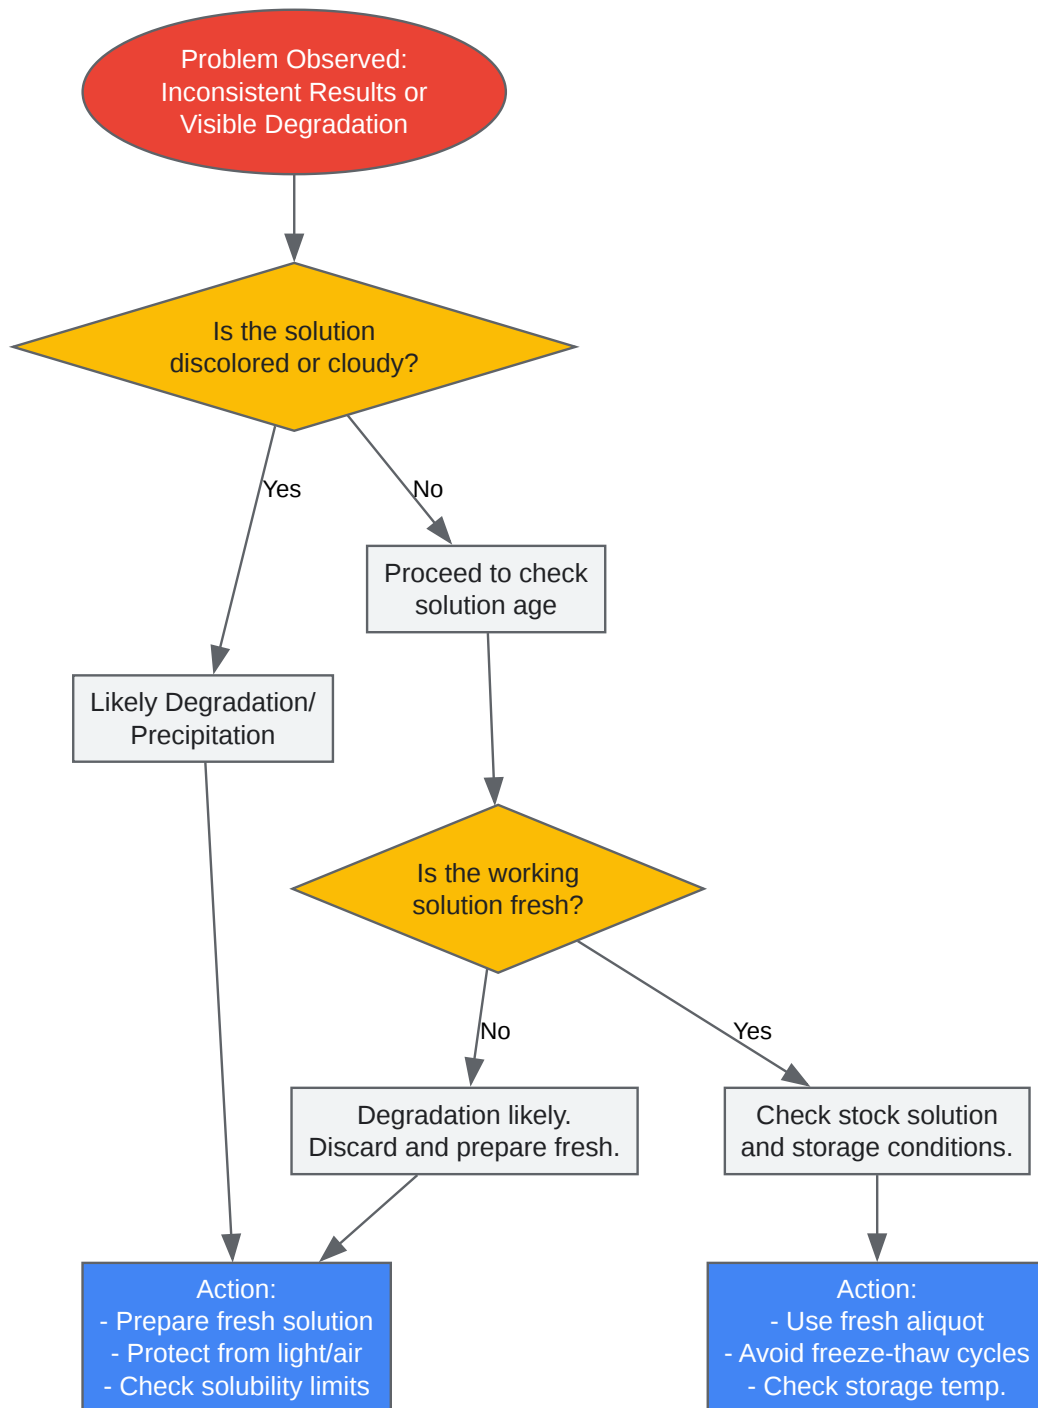 Problem Observed:
Inconsistent Results or
Visible Degradation
Is the solution
discolored or cloudy?
Yes
No
Proceed to check
solution age
Likely Degradation/
Precipitation
Is the working
solution fresh?
No
Yes
Degradation likely.
Discard and prepare fresh.
Check stock solution
and storage conditions.
Action:
- Prepare fresh solution
- Protect from light/air
- Check solubility limits
Action:
- Use fresh aliquot
- Avoid freeze-thaw cycles
- Check storage temp.